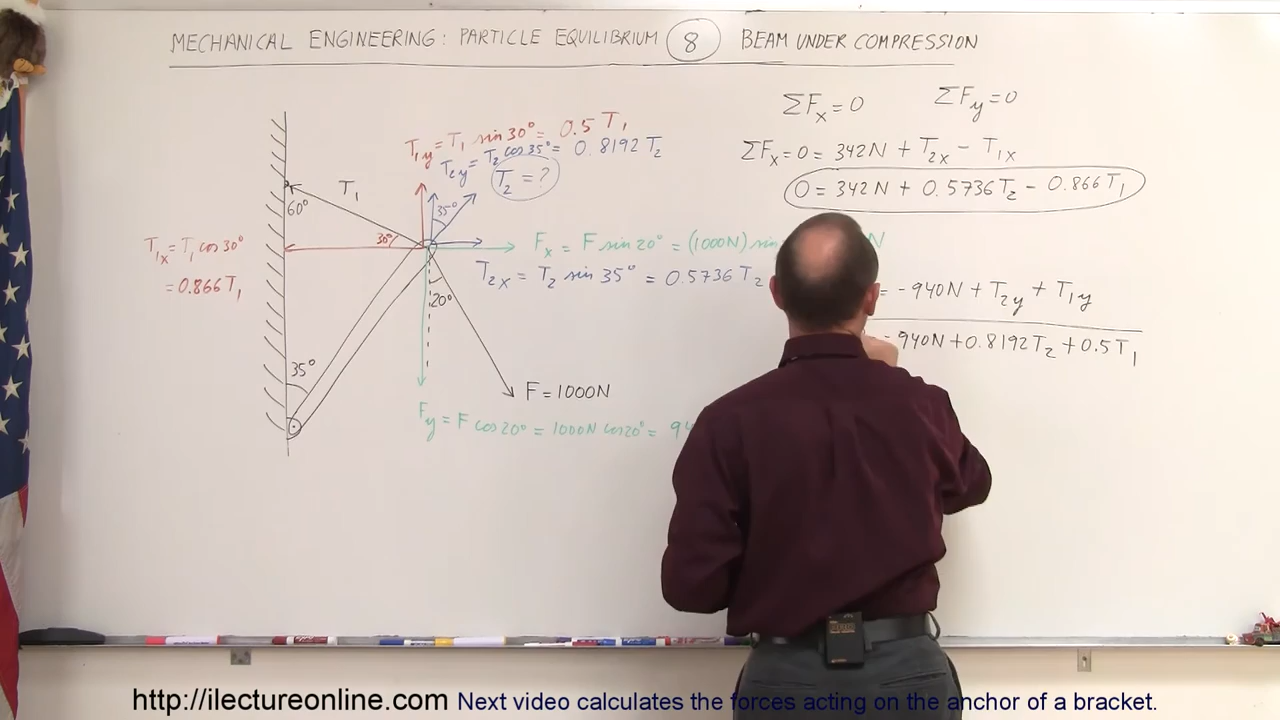 MECHANICAL ENGINEERING: PARTICLE EQUILIBRIUM 8 BEAM UNDER COMPRESSION
ΣFx = 0 ΣFy = 0
ΣFx = 0 = 342N + T2x - T1x
0 = 342N + 0.5736 T2 - 0.866 T1
T1y = T1 sin 30° = 0.5 T1
T2y = T2 cos 35° = 0.8192 T2
T2 = ?
T1
60°
35°
30°
T1x = T1 cos 30°
= 0.866 T1
Fx = F sin 20° = (1000N) sin N
T2x = T2 sin 35° = 0.5736 T2
= -940N + T2y + T1y
= -940N + 0.8192 T2 + 0.5 T1
20°
35°
F = 1000N
Fy = F cos 20° = 1000N cos 20° = 94
http://ilectureonline.com Next video calculates the forces acting on the anchor of a bracket.